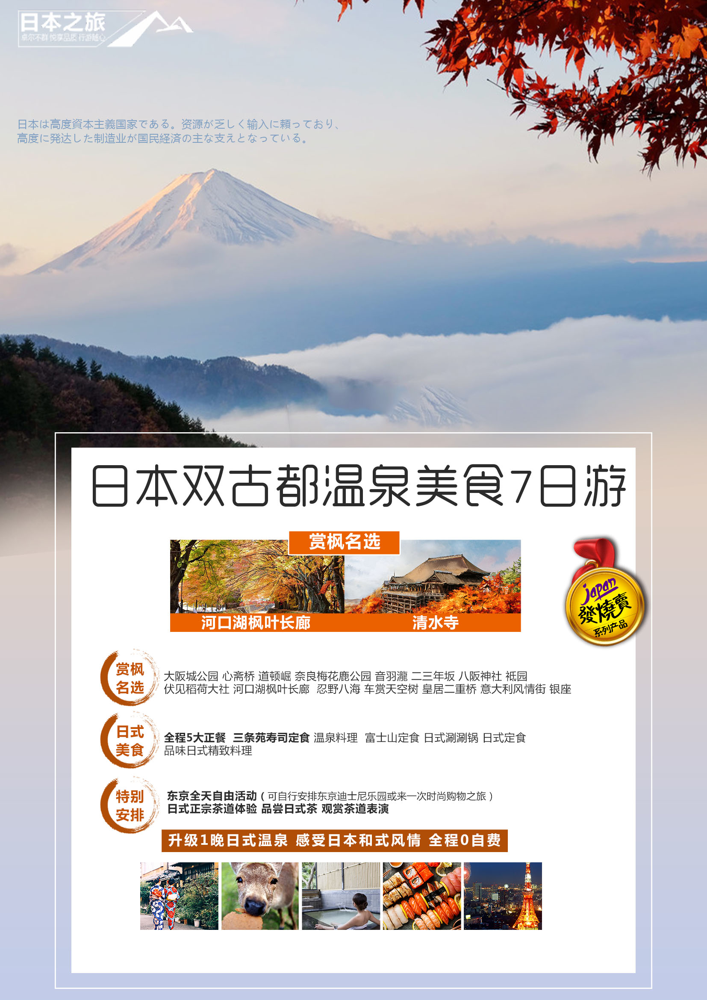 日本之旅
卓尔不群 悦享品质 行游随心
日本は高度資本主義国家である。资源が乏しく输入に頼っており、
高度に発达した制造业が国民経済の主な支えとなっている。
日本双古都温泉美食7日游
赏枫名选
河口湖枫叶长廊 清水寺
japan
發燒賣
系列产品
赏枫
名选
大阪城公园 心斋桥 道顿崛 奈良梅花鹿公园 音羽瀧 二三年坂 八阪神社 祗园
伏见稻荷大社 河口湖枫叶长廊 忍野八海 车赏天空树 皇居二重桥 意大利风情街 银座
日式
美食
全程5大正餐 三条苑寿司定食 温泉料理 富士山定食 日式涮涮锅 日式定食
品味日式精致料理
特别
安排
东京全天自由活动（可自行安排东京迪士尼乐园或来一次时尚购物之旅）
日式正宗茶道体验 品尝日式茶 观赏茶道表演
升级1晚日式温泉 感受日本和式风情 全程0自费